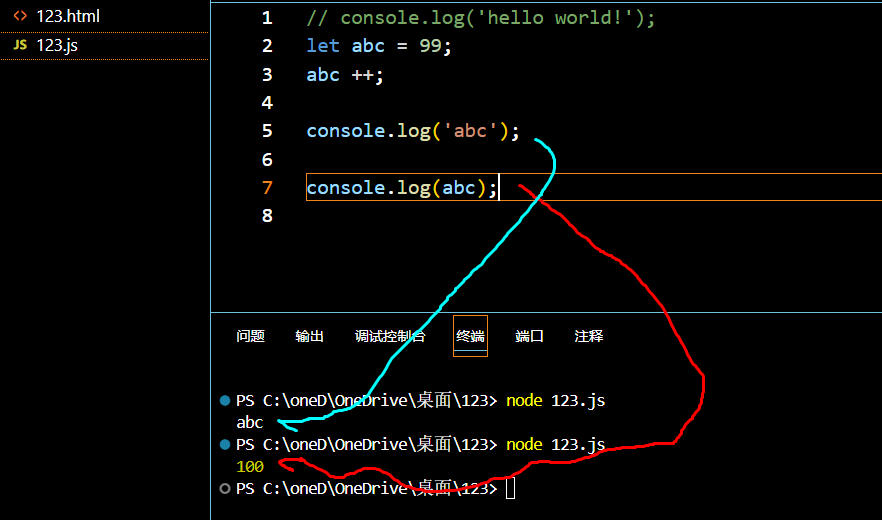 <> 123.html
JS 123.js
1 // console.log('hello world!');
2 let abc = 99;
3 abc ++;
4
5 console.log('abc');
6
7 console.log(abc);
8
问题 输出 调试控制台 终端 端口 注释
PS C:\oneD\OneDrive\桌面\123> node 123.js
abc
PS C:\oneD\OneDrive\桌面\123> node 123.js
100
PS C:\oneD\OneDrive\桌面\123>